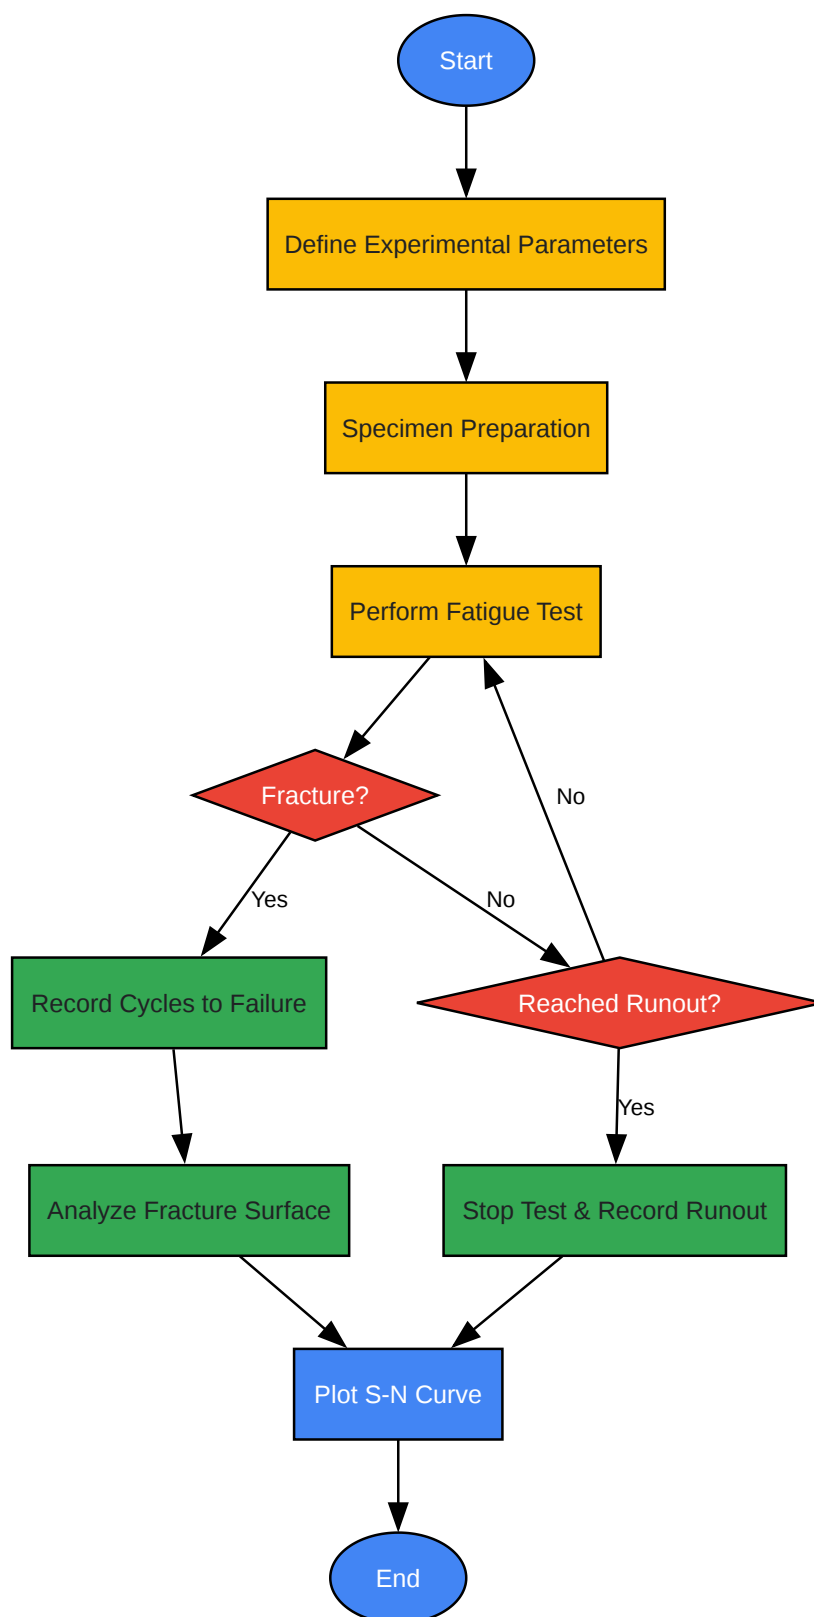 Start
Define Experimental Parameters
Specimen Preparation
Perform Fatigue Test
Fracture?
No
Yes
No
Record Cycles to Failure
Reached Runout?
Yes
Analyze Fracture Surface
Stop Test & Record Runout
Plot S-N Curve
End